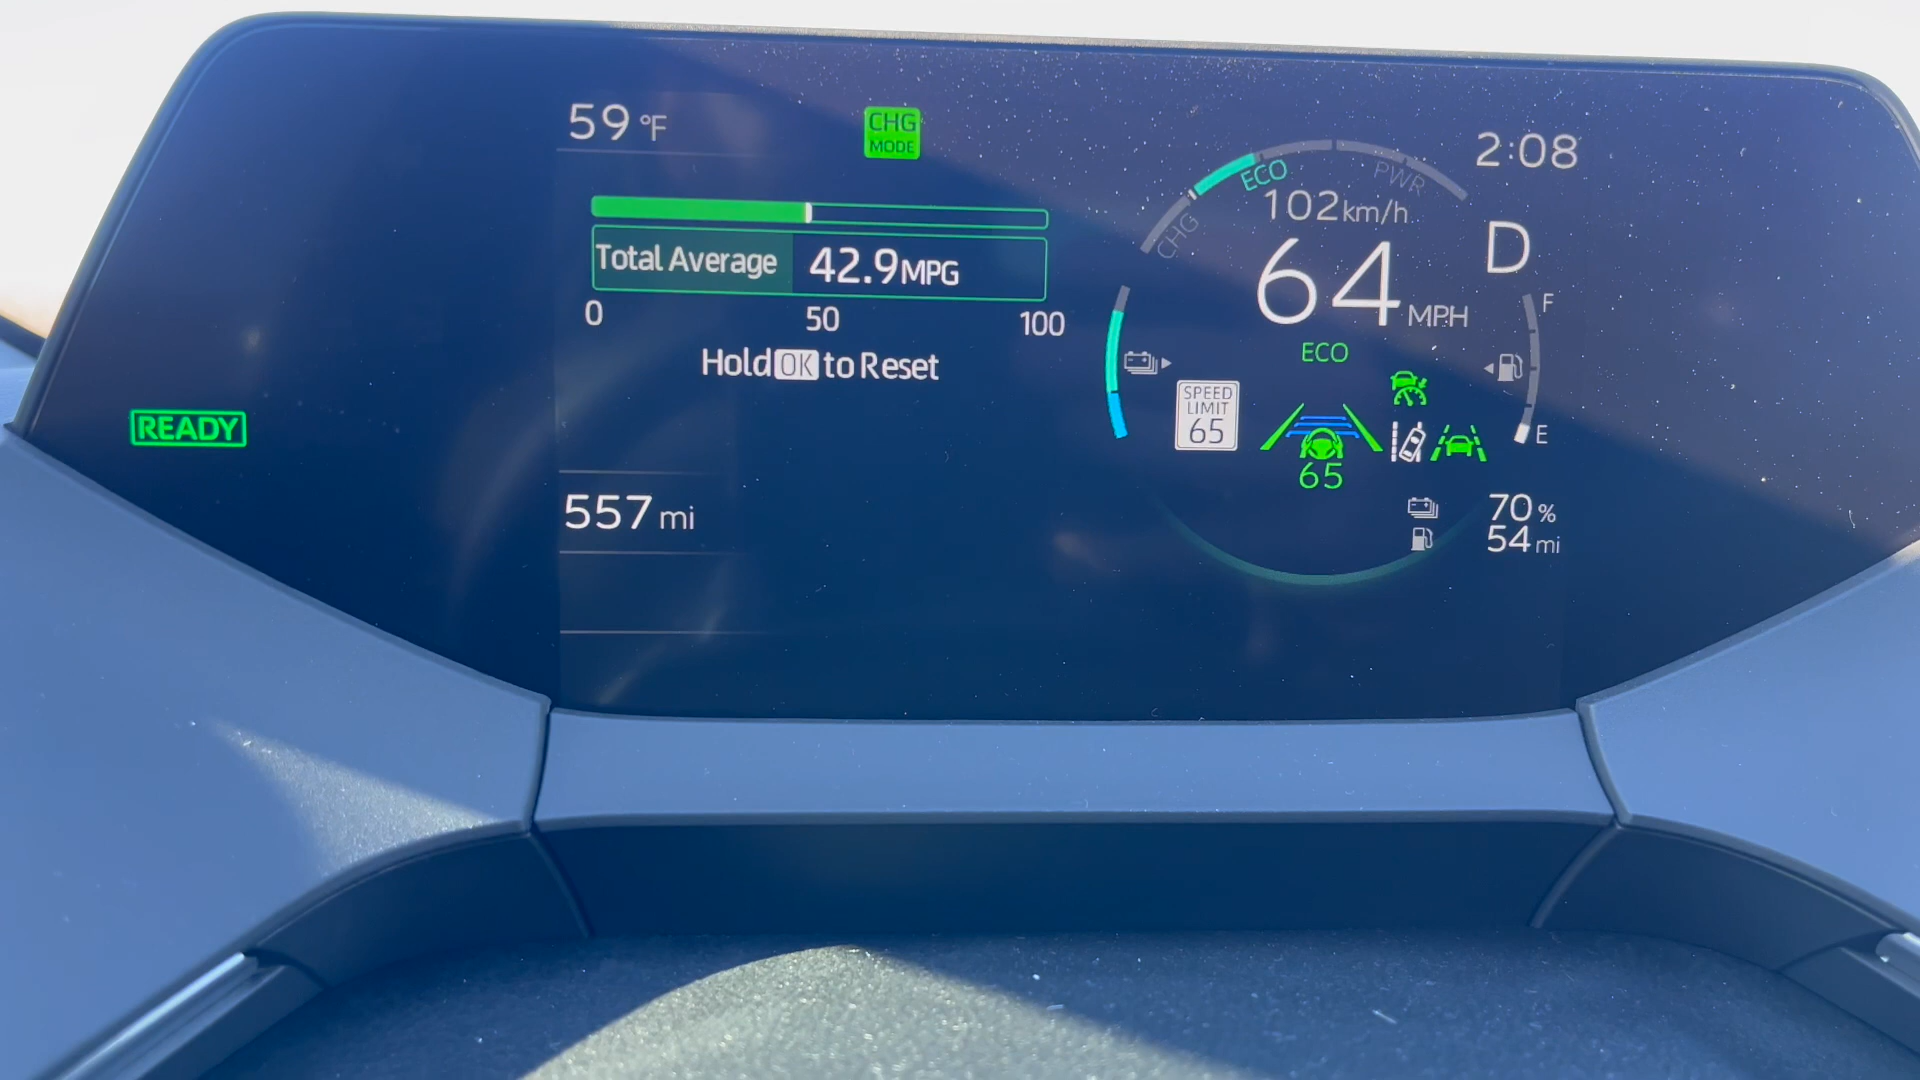 59 °F
CHG
MODE
Total Average 42.9MPG
0 50 100
Hold OK to Reset
READY
557 mi
2:08
CHG ECO PWR
102km/h
64 MPH
D
ECO
F
E
SPEED
LIMIT
65
65
70 %
54 mi